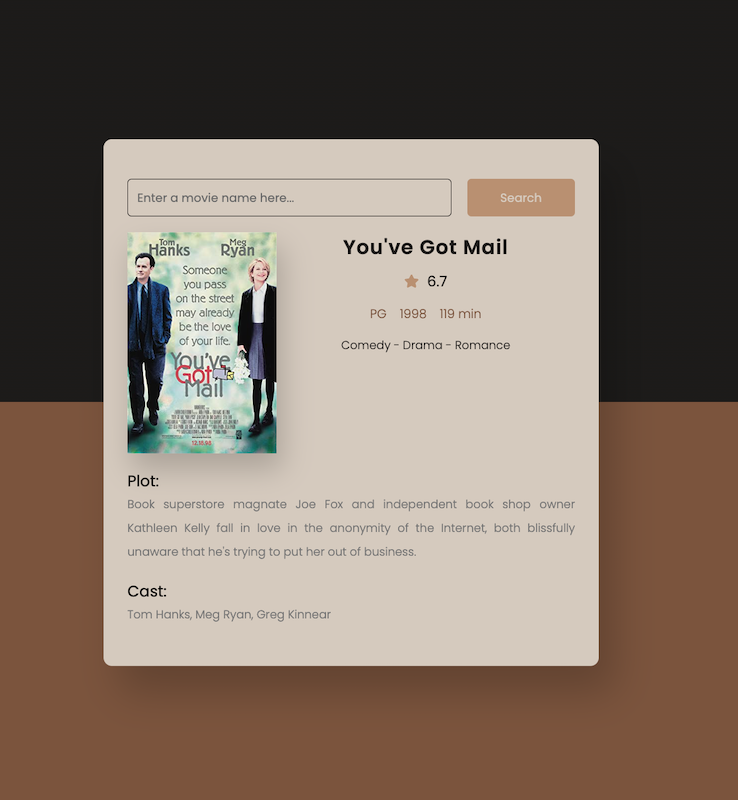 Enter a movie name here...
Search
Tom Hanks
Meg Ryan
Someone
you pass
on the street
may already
be the love
of your life.
You've
Got
Mail
12.18.98
You've Got Mail
6.7
PG 1998 119 min
Comedy - Drama - Romance
Plot:
Book superstore magnate Joe Fox and independent book shop owner
Kathleen Kelly fall in love in the anonymity of the Internet, both blissfully
unaware that he's trying to put her out of business.
Cast:
Tom Hanks, Meg Ryan, Greg Kinnear